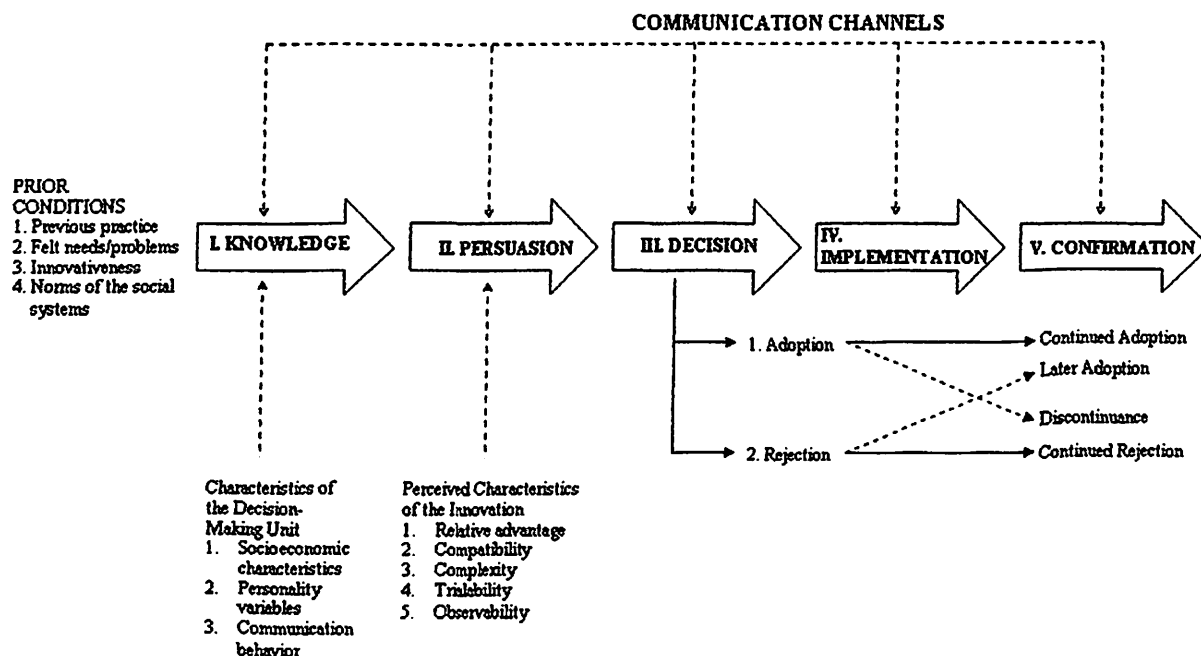 COMMUNICATION CHANNELS
PRIOR
CONDITIONS
1. Previous practice
2. Felt needs/problems
3. Innovativeness
4. Norms of the social
systems
I. KNOWLEDGE
II. PERSUASION
III. DECISION
IV.
IMPLEMENTATION
V. CONFIRMATION
1. Adoption
Continued Adoption
Later Adoption
Discontinuance
2. Rejection
Continued Rejection
Characteristics of
the Decision-
Making Unit
1. Socioeconomic
characteristics
2. Personality
variables
3. Communication
behavior
Perceived Characteristics
of the Innovation
1. Relative advantage
2. Compatibility
3. Complexity
4. Trialability
5. Observability